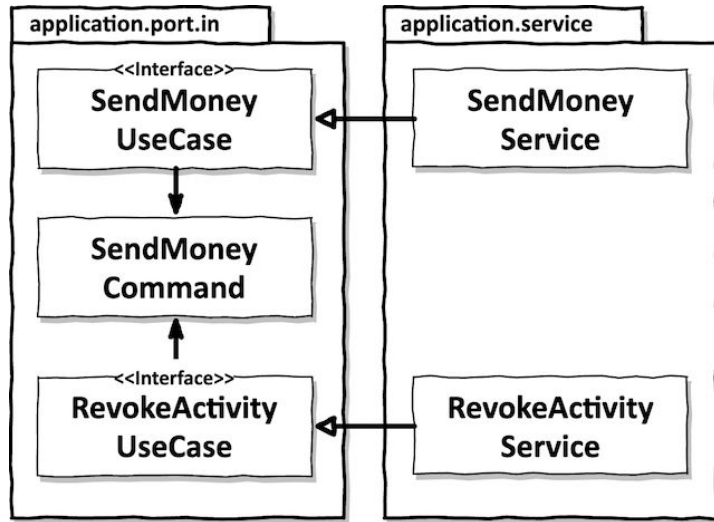 application.port.in
<<Interface>>
SendMoney
UseCase
SendMoney
Command
<<Interface>>
RevokeActivity
UseCase
application.service
SendMoney
Service
RevokeActivity
Service